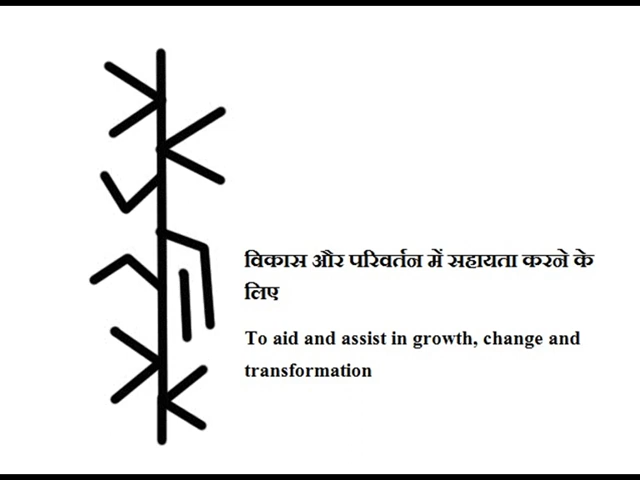 विकास और परिवर्तन में सहायता करने के
लिए
To aid and assist in growth, change and
transformation